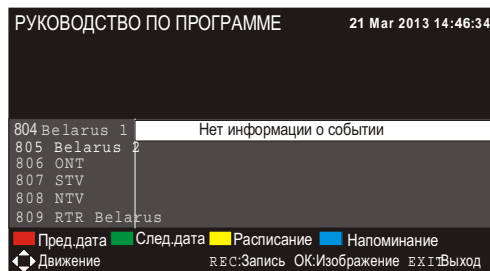 РУКОВОДСТВО ПО ПРОГРАММЕ 21 Mar 2013 14:46:34
804 Belarus 1 Нет информации о событии
805 Belarus 2
806 ONT
807 STV
808 NTV
809 RTR Belarus
Пред.дата След.дата Расписание Напоминание
Движение REC:Запись OK:Изображение EXIT:Выход